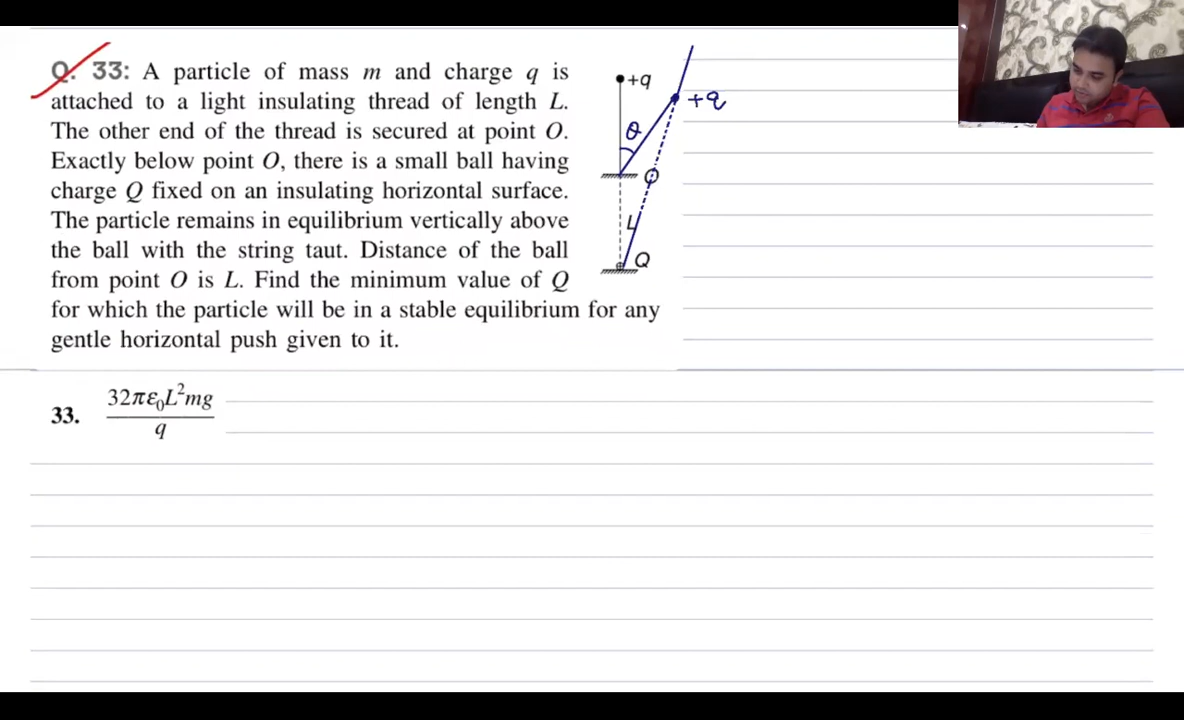 Q. 33: A particle of mass m and charge q is
attached to a light insulating thread of length L.
The other end of the thread is secured at point O.
Exactly below point O, there is a small ball having
charge Q fixed on an insulating horizontal surface.
The particle remains in equilibrium vertically above
the ball with the string taut. Distance of the ball
from point O is L. Find the minimum value of Q
for which the particle will be in a stable equilibrium for any
gentle horizontal push given to it.
+q
+q
θ
O
L
Q
33. 32πε₀L²mg
q